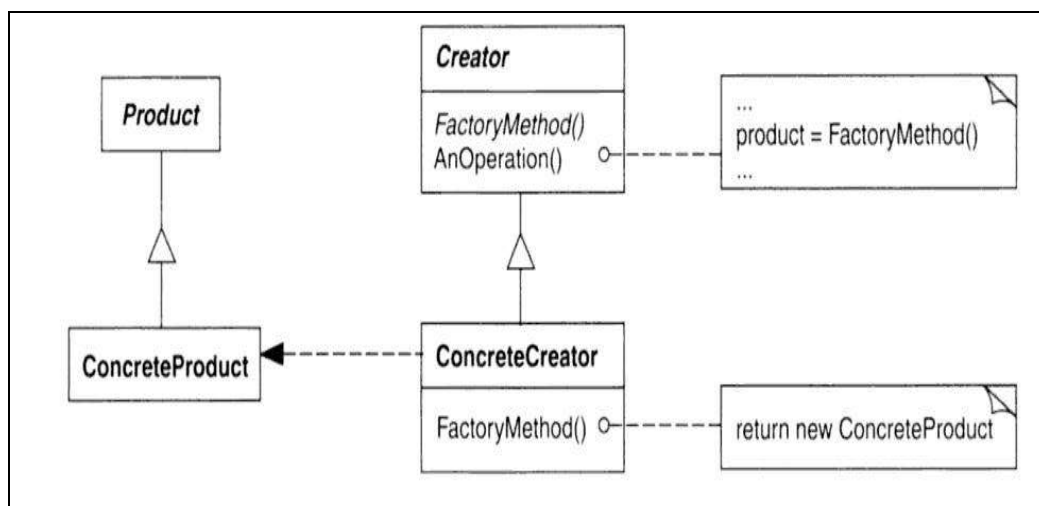 Product
ConcreteProduct
Creator
FactoryMethod()
AnOperation()
...
product = FactoryMethod()
...
ConcreteCreator
FactoryMethod()
return new ConcreteProduct